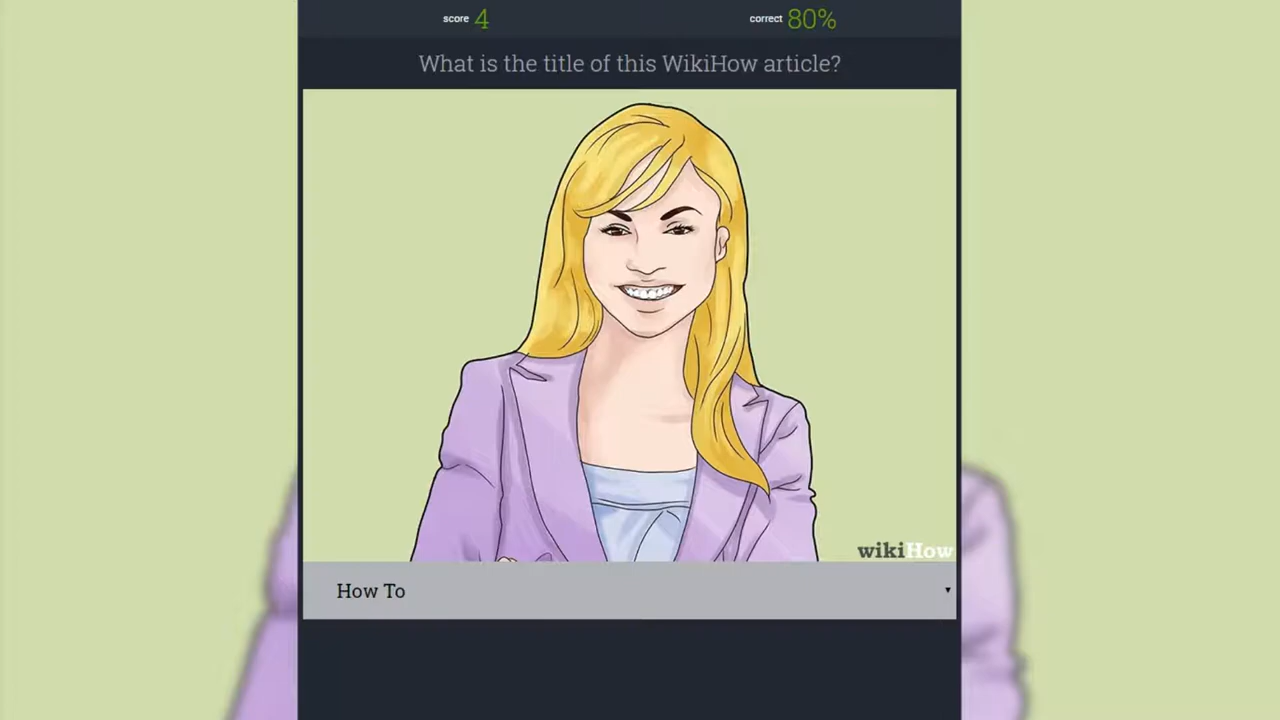 score 4
correct 80%
What is the title of this WikiHow article?
wikiHow
How To